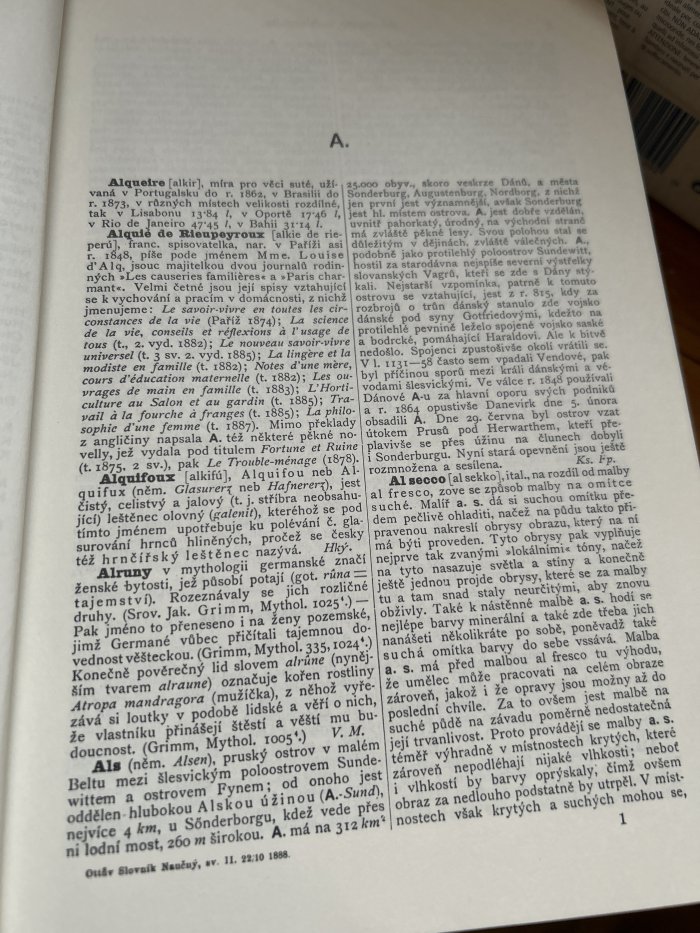 A.
Alqueire [alkir], míra pro věci suté, uží-
vaná v Portugalsku do r. 1862, v Brasilii do
r. 1873, v různých místech velikosti rozdílné,
tak v Lisabonu 13·84 l, v Oportě 17·46 l,
v Rio de Janeiro 47·45 l, v Bahii 31·14 l.
Alquié de Rieupeyroux [alkie de rie-
perú], franc. spisovatelka, nar. v Paříži asi
r. 1848, píše pode jménem Mme. Louise
d'Alq, jsouc majitelkou dvou journalů rodin-
ných »Les causeries familières« a »Paris char-
mant«. Velmi četné jsou její spisy vztahující
se k vychování a pracím v domácnosti, z nichž
jmenujeme: Le savoir-vivre en toutes les cir-
constances de la vie (Paříž 1874); La science
de la vie, conseils et réflexions à l'usage de
tous (t., 2. vyd. 1882); Le nouveau savoir-vivre
universel (t. 3 sv. 2. vyd. 1885); La lingère et la
modiste en famille (t. 1882); Notes d'une mère,
cours d'éducation maternelle (t. 1882); Les ou-
vrages de main en famille (t. 1883); L'Horti-
culture au Salon et au gardin (t. 1885); Tra-
vail à la fourche à franges (t. 1885); La philo-
sophie d'une femme (t. 1887). Mimo překlady
z angličiny napsala A. též některé pěkné no-
velly, jež vydala pod titulem Fortune et Ruine
(t. 1875, 2 sv.), pak Le Trouble-ménage (1878).
Alquifoux [alkifú], Alquifou neb Al-
quifux (něm. Glasurerz neb Hafnererz), jest
čistý, celistvý a jalový (t. j. stříbra neobsahu-
jící) leštěnec olovný (galenit), kteréhož se pod
tímto jménem upotřebuje ku polévání č. gla-
surování hrnců hliněných, pročež se česky
též hrnčířský leštěnec nazývá. Hký.
Alruny v mythologii germanské značí
ženské bytosti, jež působí potají (got. rûna =
tajemství). Rozeznávaly se jich rozličné
druhy. (Srov. Jak. Grimm, Mythol. 1025⁴.) —
Pak jméno to přeneseno i na ženy pozemské,
jimž Germané vůbec přičítali tajemnou do-
vednost věšteckou. (Grimm, Mythol. 335, 1024⁴.)
Konečně pověrečný lid slovem alrûne (nyněj-
ším tvarem alraune) označuje kořen rostliny
Atropa mandragora (mužíčka), z něhož vyře-
zává si loutky v podobě lidské a věří o nich,
že vlastníku přinášejí štěstí a věští mu bu-
doucnost. (Grimm, Mythol. 1005⁴.) V. M.
Als (něm. Alsen), pruský ostrov v malém
Beltu mezi šlesvickým poloostrovem Sunde-
wittem a ostrovem Fynem; od onoho jest
oddělen hlubokou Alskou úžinou (A.-Sund),
nejvíce 4 km, u Sönderborgu, kdež vede přes
ni lodní most, 260 m širokou. A. má na 312 km²
Ottův Slovník Naučný, sv. II. 22/10 1888.
25.000 obyv., skoro veskrze Dánů, a města
Sonderburg, Augustenburg, Nordborg, z nichž
jen první jest významnější, avšak Sonderburg
jest hl. místem ostrova. A. jest dobře vzdělán,
uvnitř pahorkatý, úrodný, na východní straně
má zvláště pěkné lesy. Svou polohou stal se
důležitým v dějinách, zvláště válečných. A.,
podobně jako protilehlý poloostrov Sundewitt,
hostil za starodávna nejspíše severní výstřelky
slovanských Vagrů, kteří se zde s Dány stý-
kali. Nejstarší vzpomínka, patrně k tomuto
ostrovu se vztahující, jest z r. 815, kdy za
rozbrojů o trůn dánský stanulo zde vojsko
dánské pod syny Gotfriedovými, kdežto na
protilehlé pevnině leželo spojené vojsko saské
a bodrcké, pomáhající Haraldovi. Ale k bitvě
nedošlo. Spojenci zpustošivše okolí vrátili se.
V l. 1131—58 často sem vpadali Vendové, pak
byl příčinou sporů mezi králi dánskými a vé-
vodami šlesvickými. Ve válce r. 1848 používali
Dánové A-u za hlavní oporu svých podniků
a r. 1864 opustivše Danevirk dne 5. února
obsadili A. Dne 29. června byl ostrov vzat
útokem Prusů pod Herwarthem, kteří pře-
plavivše se přes úžinu na člunech dobyli
i Sonderburgu. Nyní stará opevnění jsou ještě
rozmnožena a sesílena. Ks. Fp.
Al secco [al sekko], ital., na rozdíl od malby
al fresco, zove se způsob malby na omítce
suché. Malíř a. s. dá si suchou omítku pře-
dem pečlivě ohladiti, načež na půdu takto při-
pravenou nakreslí obrysy obrazu, který na ní
má býti proveden. Tyto obrysy pak vyplňuje
nejprve tak zvanými »lokálními« tóny, načež
na tyto nasazuje světla a stíny a konečně
ještě jednou projde obrysy, které se za malby
tu a tam snad staly neurčitými, aby znovu
obživly. Také k nástěnné malbě a. s. hodí se
nejlépe barvy minerální a také zde třeba jich
nanášeti několikráte po sobě, poněvadž také
suchá omítka barvy do sebe vssává. Malba
a. s. má před malbou al fresco tu výhodu,
že umělec může pracovati na celém obraze
zároveň, jakož i že opravy jsou možny až do
poslední chvíle. Za to ovšem jest malbě na
suché půdě na závadu poměrně nedostatečná
její trvanlivost. Proto provádějí se malby a. s.
téměř výhradně v místnostech krytých, které
zároveň nepodléhají nijaké vlhkosti; neboť
i vlhkostí by barvy oprýskaly, čímž ovšem
obraz za nedlouho podstatně by utrpěl. V míst-
nostech však krytých a suchých mohou se,
1